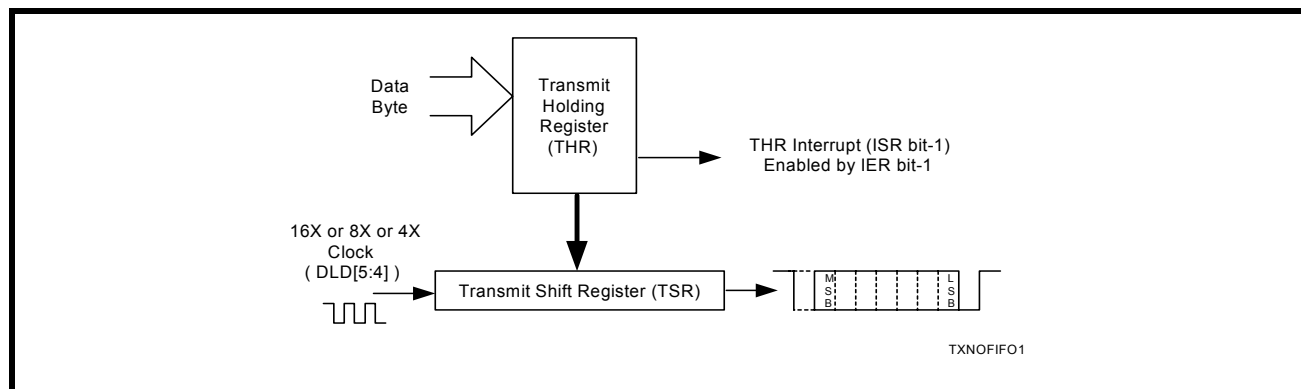 Data
Byte
Transmit
Holding
Register
(THR)
THR Interrupt (ISR bit-1)
Enabled by IER bit-1
16X or 8X or 4X
Clock
( DLD[5:4] )
Transmit Shift Register (TSR)
M
S
B
L
S
B
TXNOFIFO1